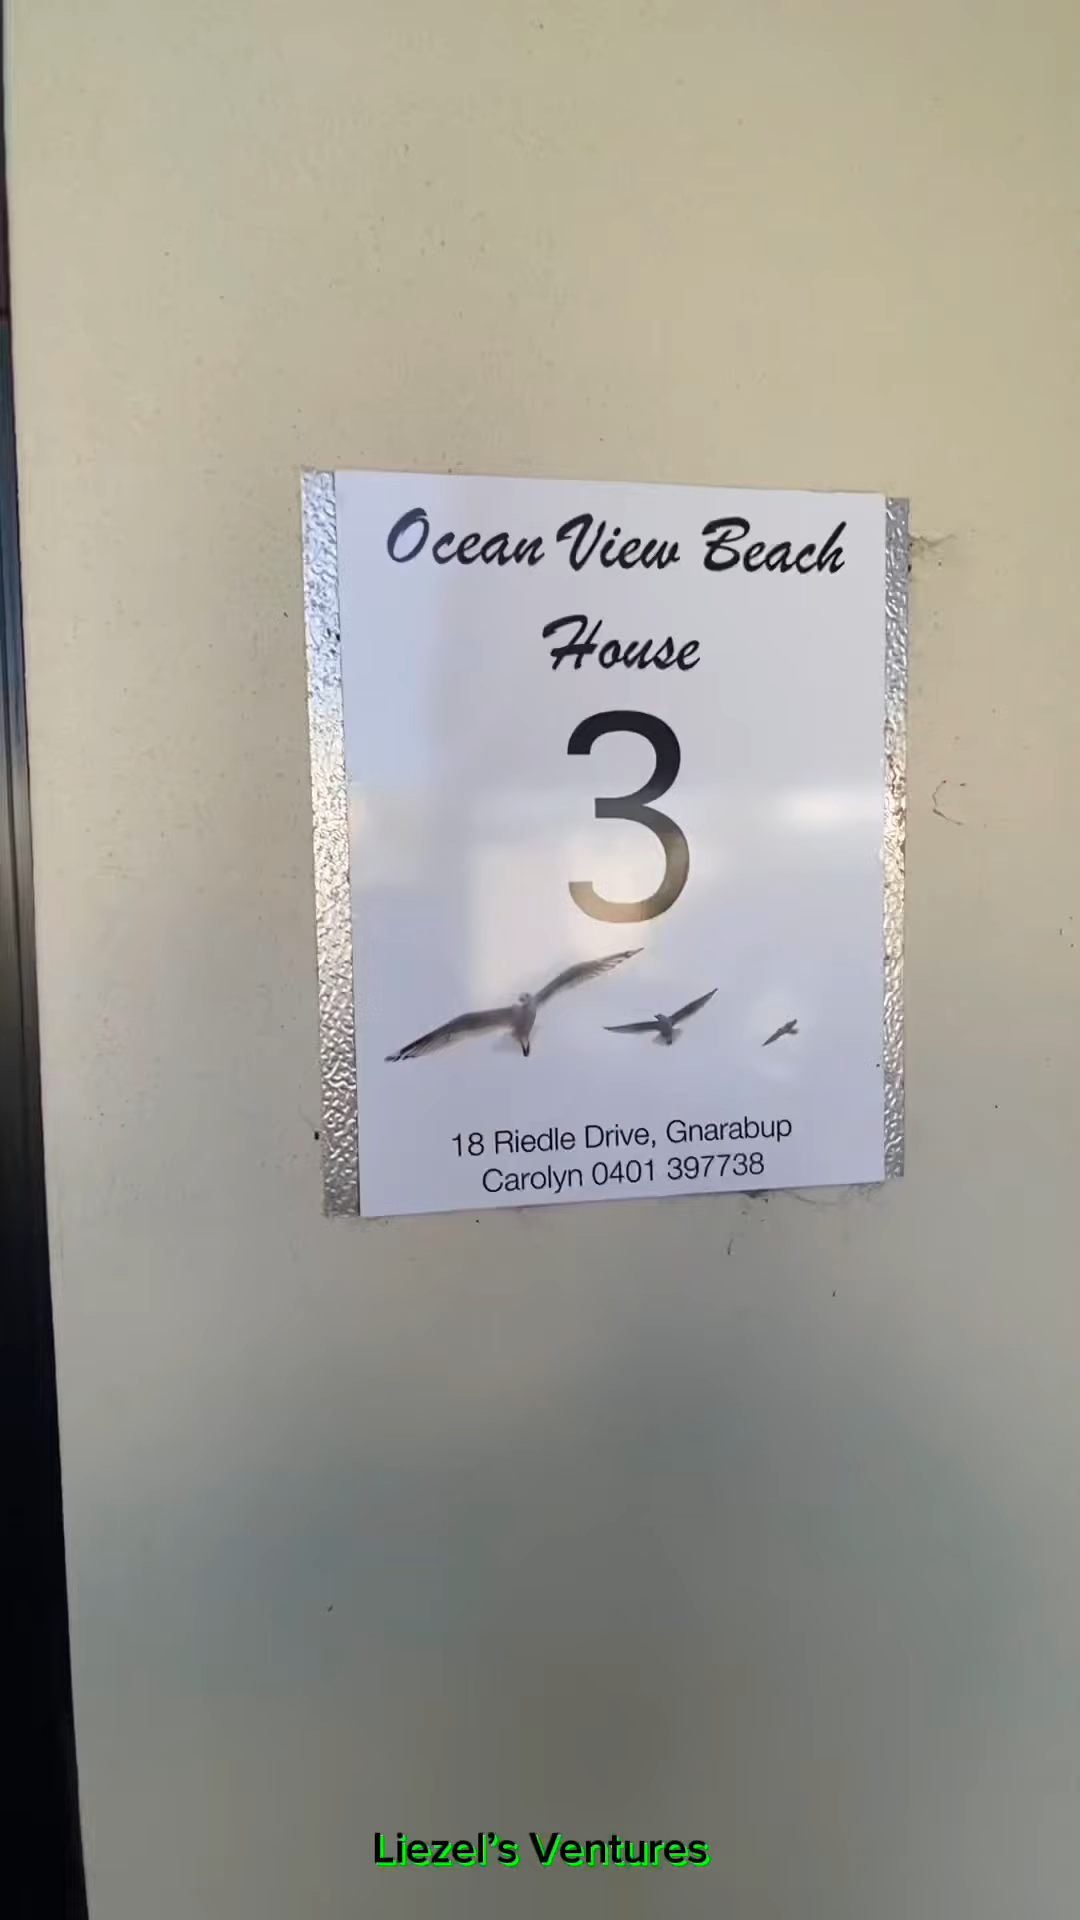 Ocean View Beach
House
3
18 Riedle Drive, Gnarabup
Carolyn 0401 397738
Liezel's Ventures